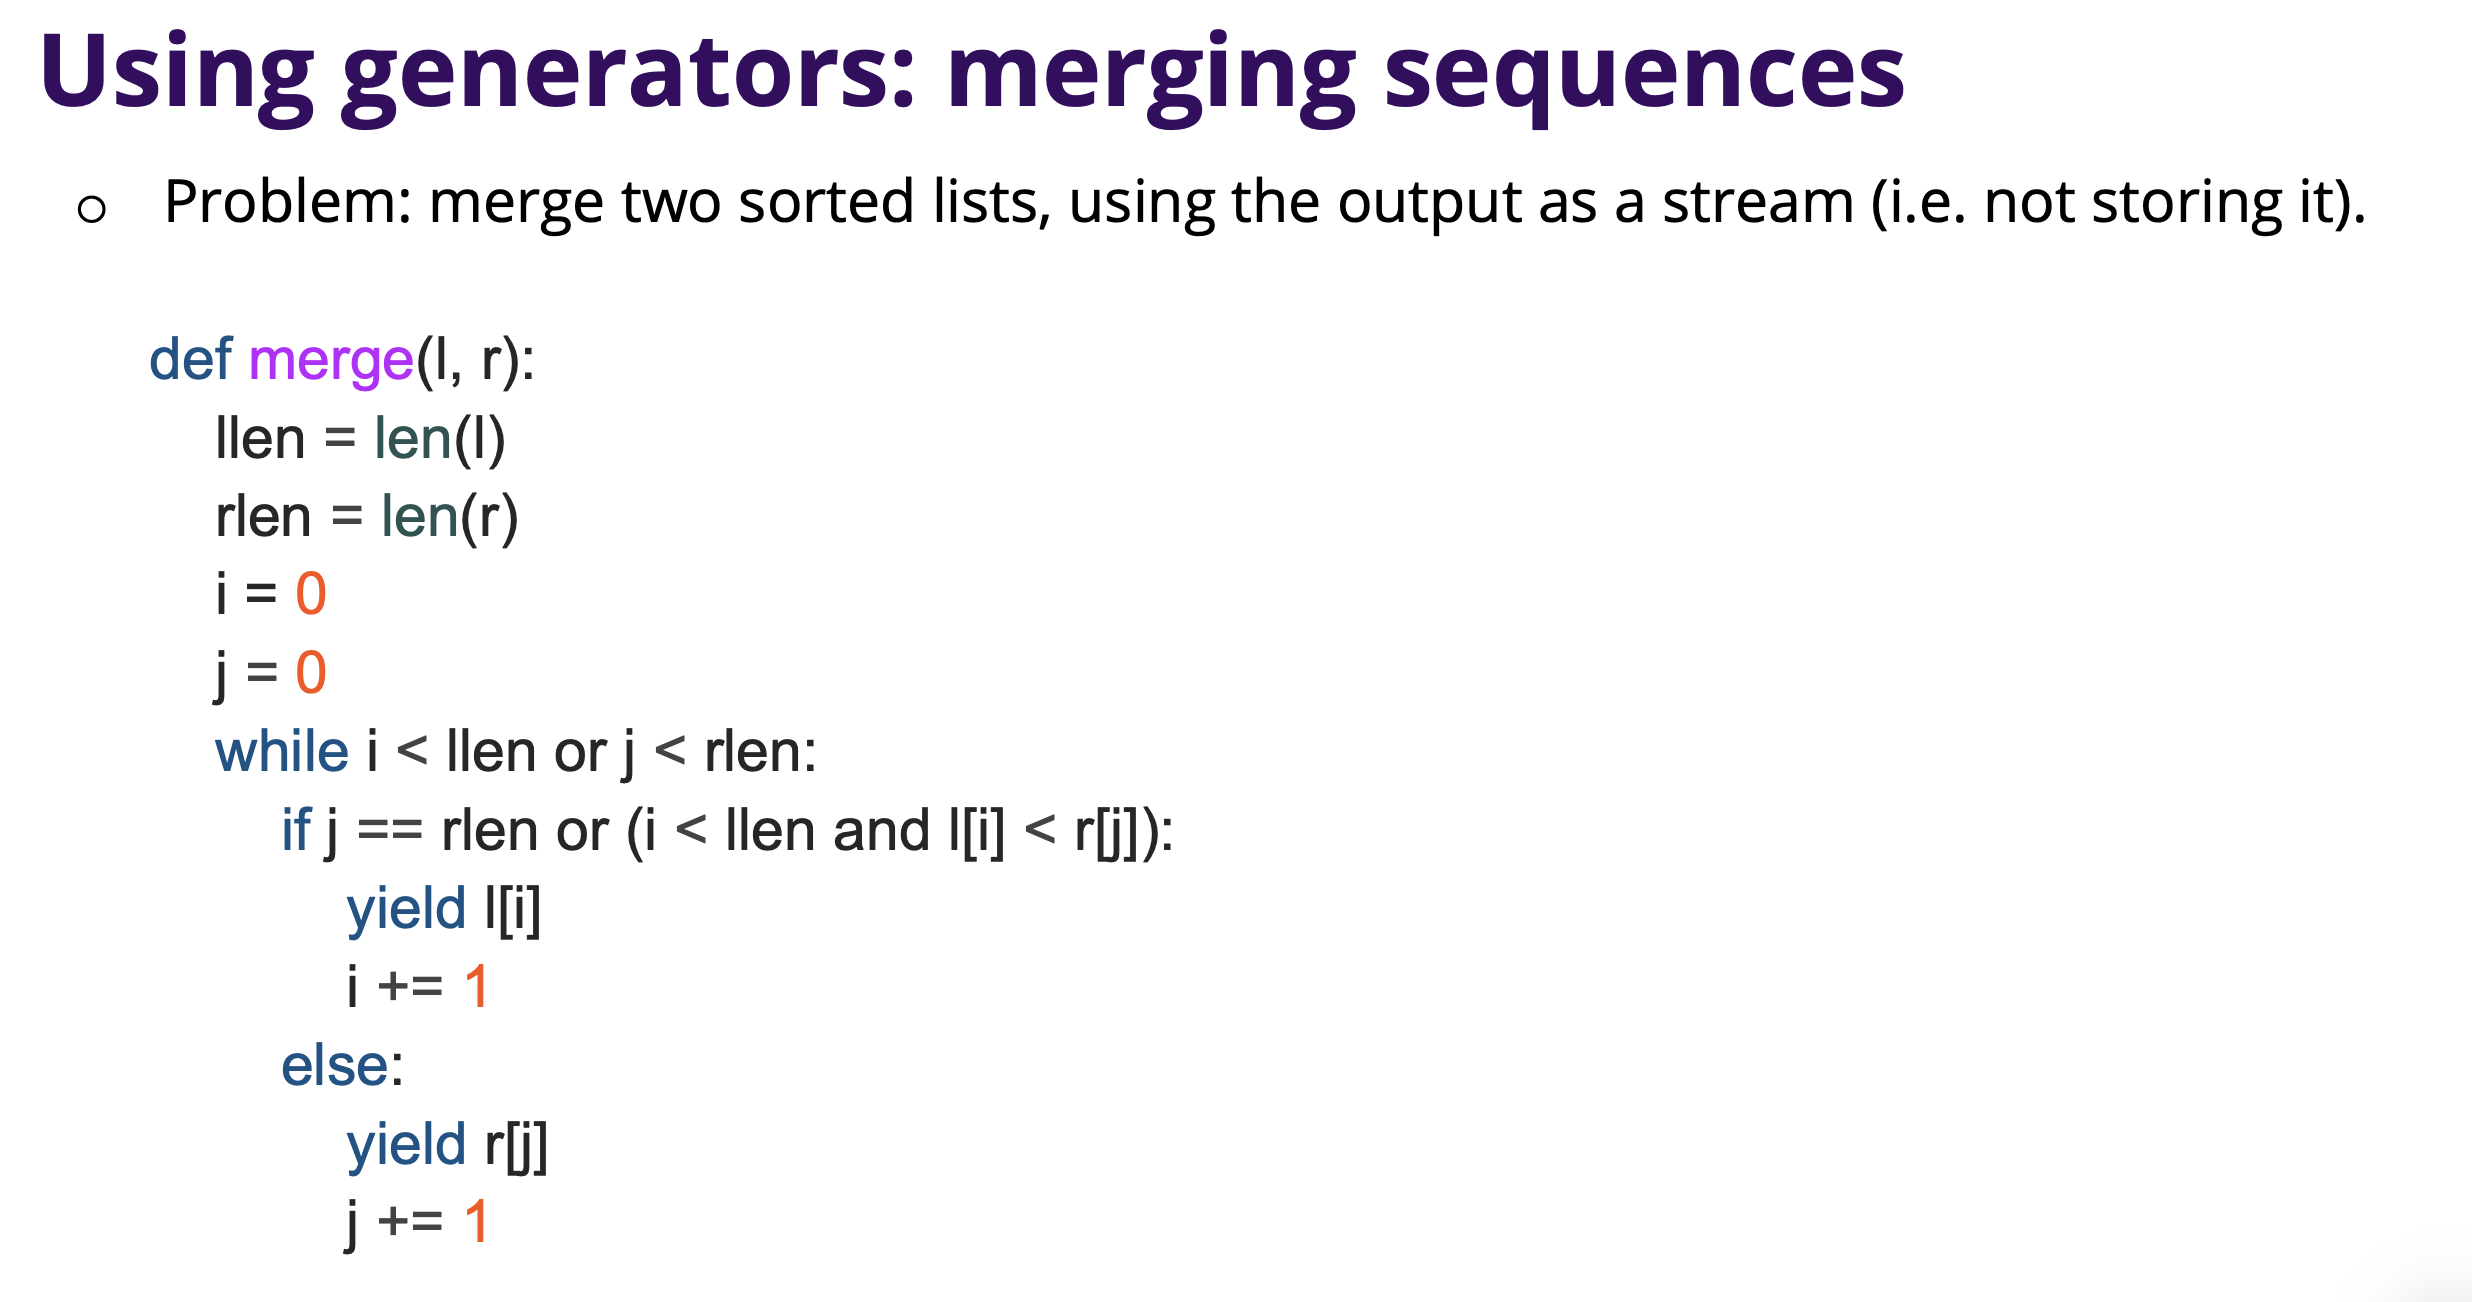 Using generators: merging sequences
○ Problem: merge two sorted lists, using the output as a stream (i.e. not storing it).
def merge(l, r):
    llen = len(l)
    rlen = len(r)
    i = 0
    j = 0
    while i < llen or j < rlen:
        if j == rlen or (i < llen and l[i] < r[j]):
            yield l[i]
            i += 1
        else:
            yield r[j]
            j += 1